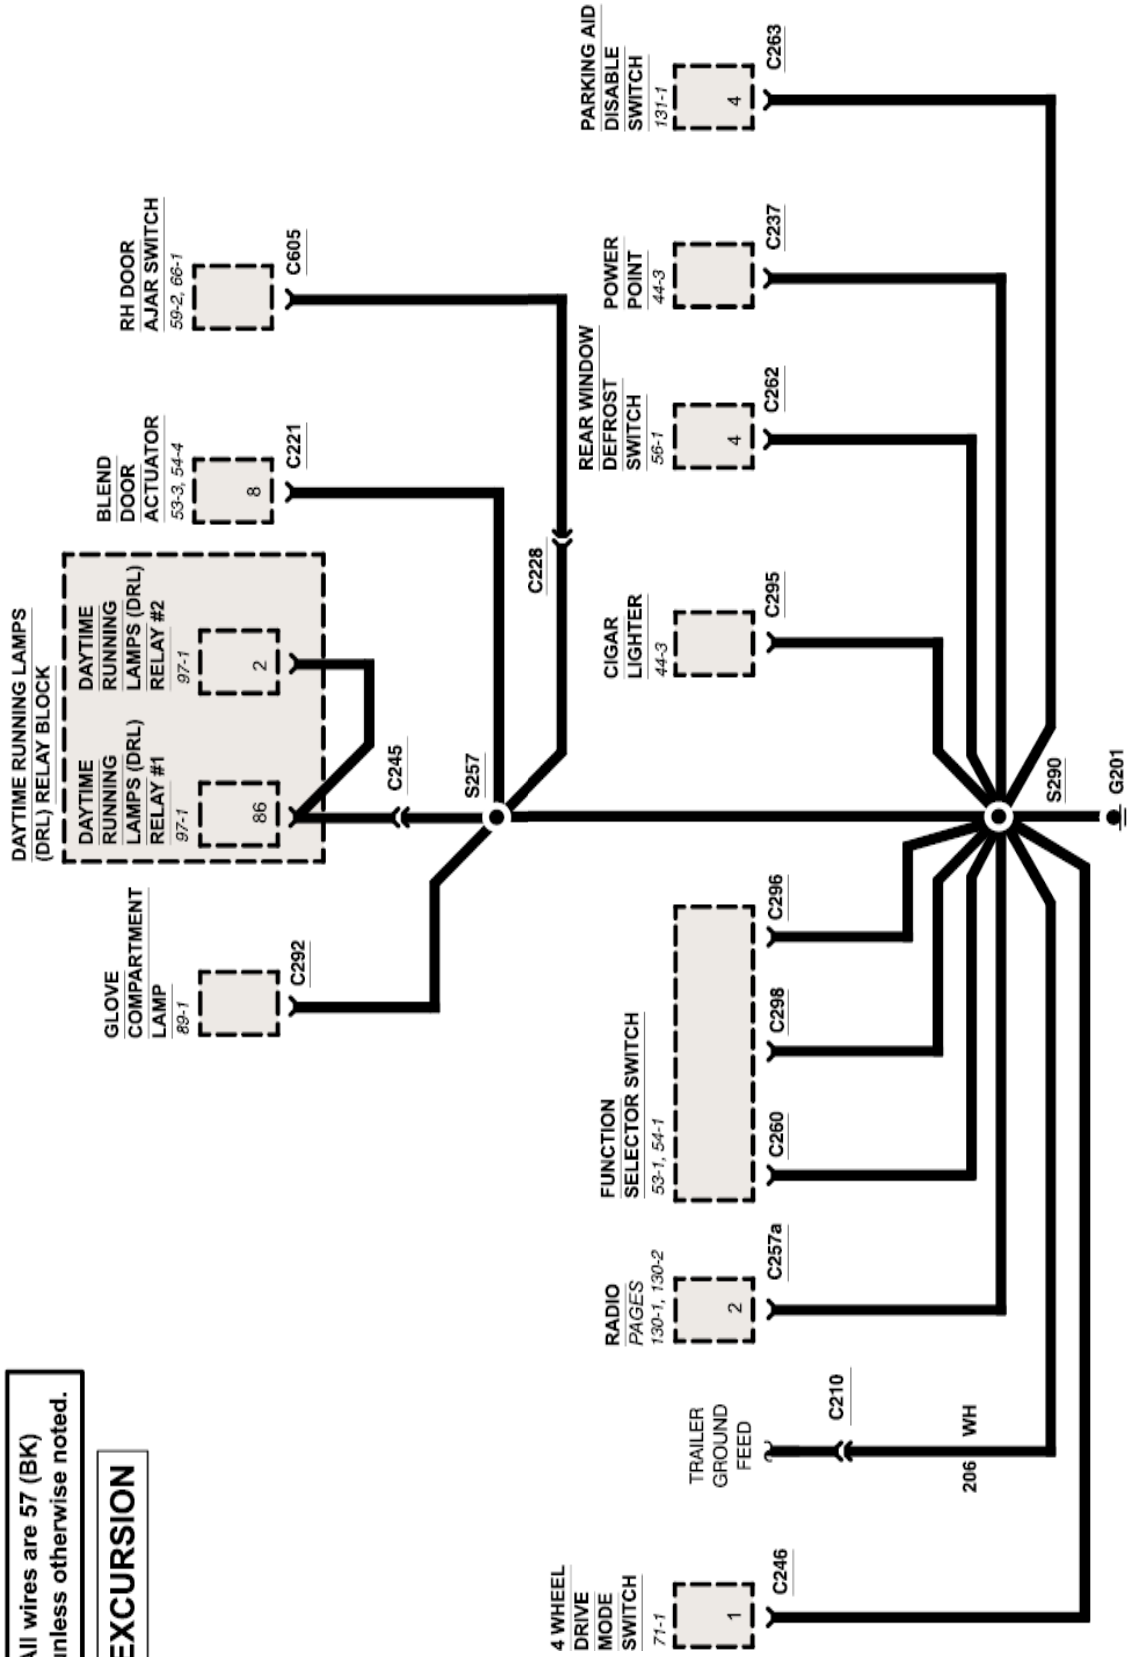 All wires are 57 (BK)
unless otherwise noted.
EXCURSION
DAYTIME RUNNING LAMPS
(DRL) RELAY BLOCK
GLOVE
COMPARTMENT
LAMP
89-1
C292
DAYTIME
RUNNING
LAMPS (DRL)
RELAY #1
97-1
86
DAYTIME
RUNNING
LAMPS (DRL)
RELAY #2
97-1
2
C245
BLEND
DOOR
ACTUATOR
53-3, 54-4
8
C221
RH DOOR
AJAR SWITCH
59-2, 66-1
C605
S257
C228
4 WHEEL
DRIVE
MODE
SWITCH
71-1
1
C246
TRAILER
GROUND
FEED
C210
206 WH
RADIO
PAGES
130-1, 130-2
2
C257a
FUNCTION
SELECTOR SWITCH
53-1, 54-1
C260
C298
C296
CIGAR
LIGHTER
44-3
C295
REAR WINDOW
DEFROST
SWITCH
56-1
4
C262
POWER
POINT
44-3
C237
PARKING AID
DISABLE
SWITCH
131-1
4
C263
S290
G201